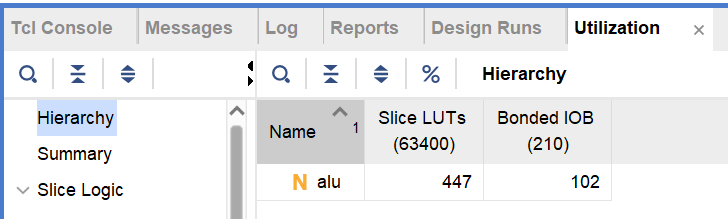 Tcl Console Messages Log Reports Design Runs Utilization ×
% Hierarchy
Hierarchy
Summary
Slice Logic
Name 1 Slice LUTs (63400) Bonded IOB (210)
N alu 447 102